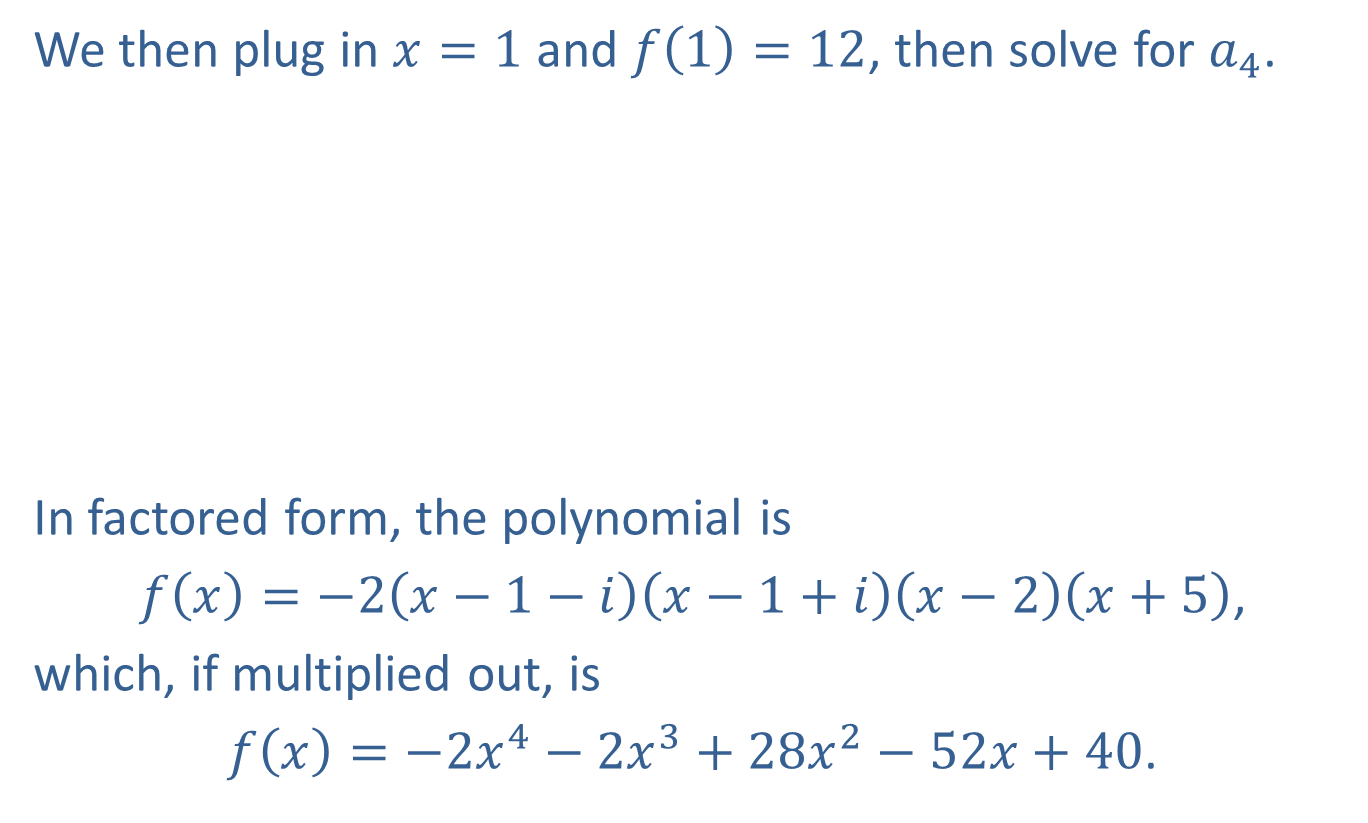 We then plug in 𝑥 = 1 and 𝑓(1) = 12, then solve for 𝑎₄.
In factored form, the polynomial is
𝑓(𝑥) = −2(𝑥 − 1 − 𝑖)(𝑥 − 1 + 𝑖)(𝑥 − 2)(𝑥 + 5),
which, if multiplied out, is
𝑓(𝑥) = −2𝑥⁴ − 2𝑥³ + 28𝑥² − 52𝑥 + 40.